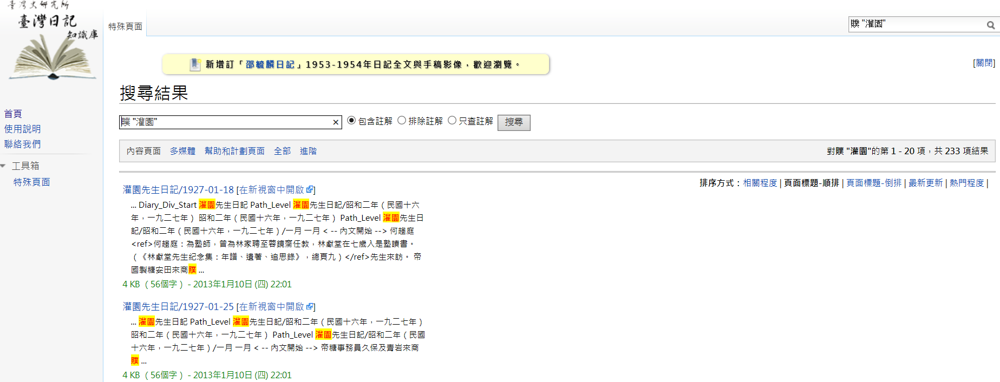 臺灣史研究所
臺灣日記
知識庫
特殊頁面
贌 "灌園"
新增訂「邵毓麟日記」1953-1954年日記全文與手稿影像，歡迎瀏覽。
[關閉]
搜尋結果
首頁
使用說明
聯絡我們
工具箱
特殊頁面
贌 "灌園" × 包含註解 排除註解 只查註解 搜尋
內容頁面 多媒體 幫助和計劃頁面 全部 進階 對贌 "灌園"的第 1 - 20 項，共 233 項結果
排序方式：相關程度 | 頁面標題-順排 | 頁面標題-倒排 | 最新更新 | 熱門程度 |
灌園先生日記/1927-01-18 [在新視窗中開啟]
... Diary_Div_Start 灌園先生日記 Path_Level 灌園先生日記/昭和二年（民國十六
年，一九二七年） 昭和二年（民國十六年，一九二七年） Path_Level 灌園先生日
記/昭和二年（民國十六年，一九二七年）/一月 一月 < -- 內文開始 --> 何趨庭
<ref>何趨庭：為塾師，曾為林家聘至蓉鏡齋任教，林獻堂在七歲入是塾讀書。
（《林獻堂先生紀念集：年譜、遺著、追思錄》，總頁九）</ref>先生來訪。 帝
國製糖安田來商贌 ...
4 KB （56個字） - 2013年1月10日 (四) 22:01
灌園先生日記/1927-01-25 [在新視窗中開啟]
... 灌園先生日記 Path_Level 灌園先生日記/昭和二年（民國十六年，一九二七年）
昭和二年（民國十六年，一九二七年） Path_Level 灌園先生日記/昭和二年（民國
十六年，一九二七年）/一月 一月 < -- 內文開始 --> 帝糖事務員久保及青岩來商
贌 ...
4 KB （56個字） - 2013年1月10日 (四) 22:01